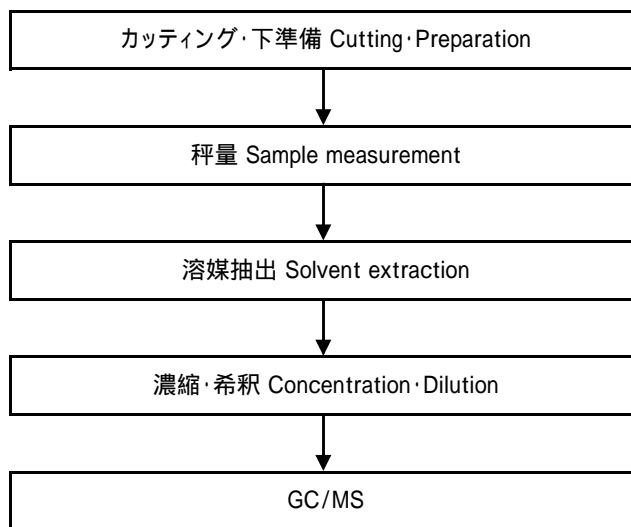 カッティング・下準備 Cutting・Preparation
秤量 Sample measurement
溶媒抽出 Solvent extraction
濃縮・希釈 Concentration・Dilution
GC/MS